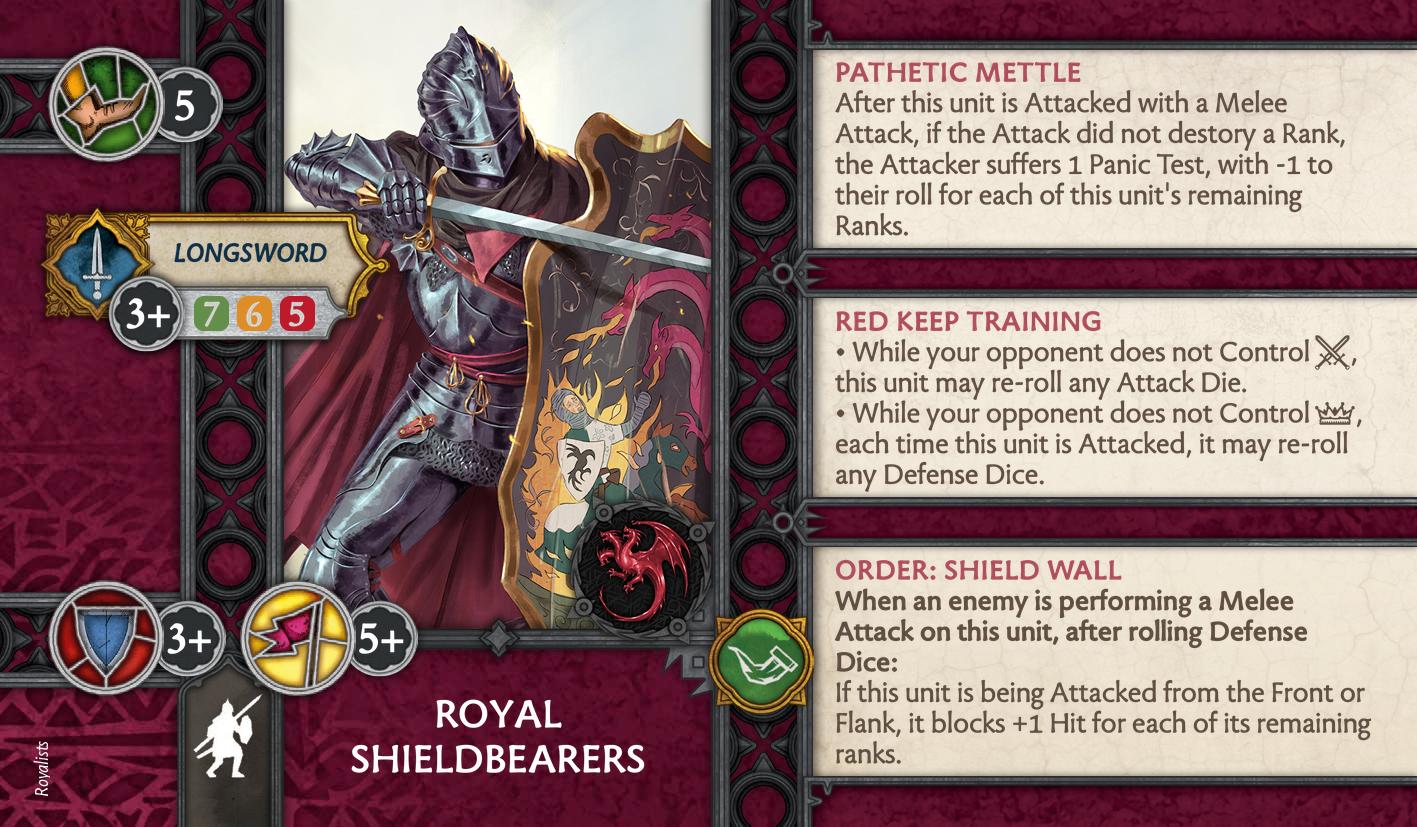 5
LONGSWORD
3+ 7 6 5
3+
5+
ROYAL
SHIELDBEARERS
Royalists
PATHETIC METTLE
After this unit is Attacked with a Melee
Attack, if the Attack did not destory a Rank,
the Attacker suffers 1 Panic Test, with -1 to
their roll for each of this unit's remaining
Ranks.
RED KEEP TRAINING
• While your opponent does not Control ,
this unit may re-roll any Attack Die.
• While your opponent does not Control ,
each time this unit is Attacked, it may re-roll
any Defense Dice.
ORDER: SHIELD WALL
When an enemy is performing a Melee
Attack on this unit, after rolling Defense
Dice:
If this unit is being Attacked from the Front or
Flank, it blocks +1 Hit for each of its remaining
ranks.